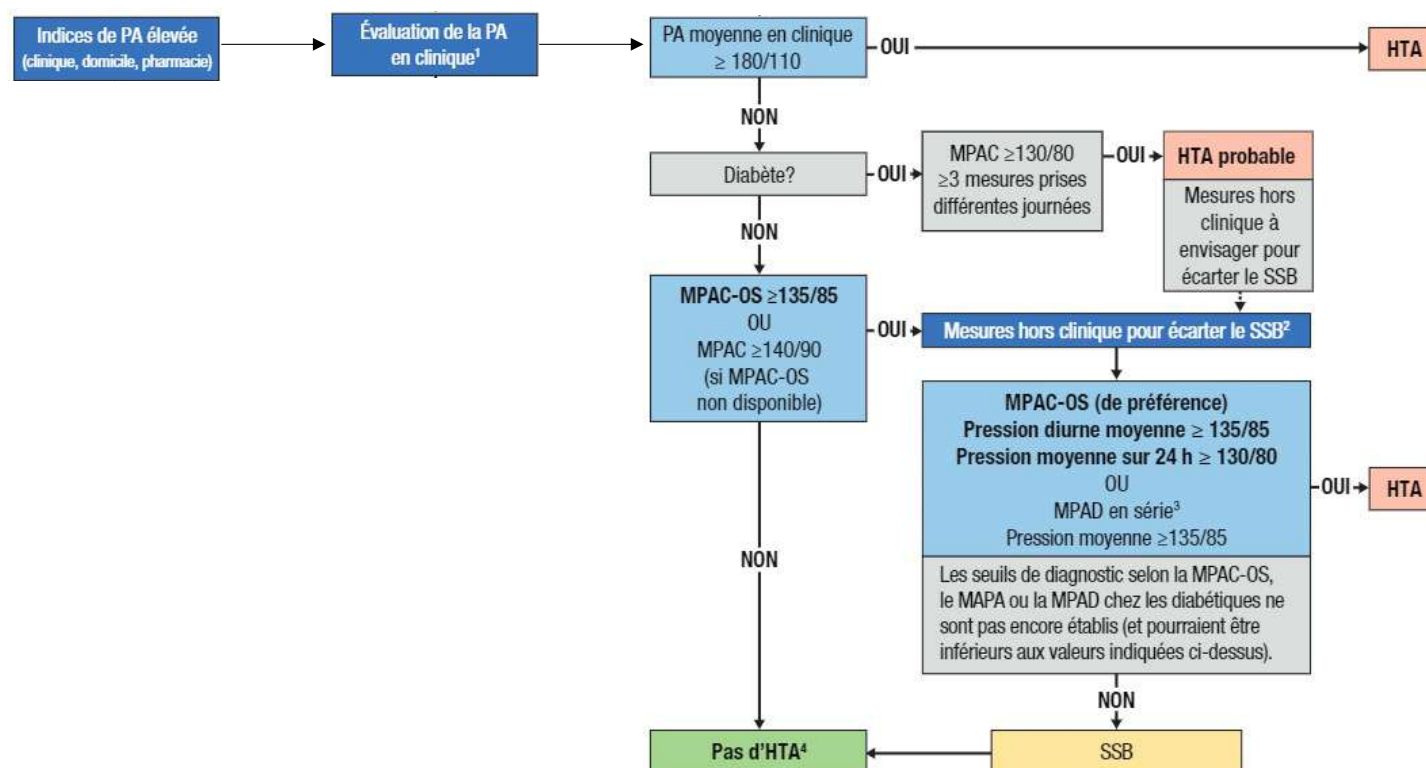 Indices de PA élevée
(clinique, domicile, pharmacie)
Évaluation de la PA
en clinique¹
PA moyenne en clinique
≥ 180/110
OUI
HTA
NON
Diabète?
OUI
MPAC ≥130/80
≥3 mesures prises
différentes journées
OUI
HTA probable
Mesures hors
clinique à
envisager pour
écarter le SSB
NON
MPAC-OS ≥135/85
OU
MPAC ≥140/90
(si MPAC-OS
non disponible)
OUI
Mesures hors clinique pour écarter le SSB²
MPAC-OS (de préférence)
Pression diurne moyenne ≥ 135/85
Pression moyenne sur 24 h ≥ 130/80
OU
MPAD en série³
Pression moyenne ≥135/85
OUI
HTA
Les seuils de diagnostic selon la MPAC-OS,
le MAPA ou la MPAD chez les diabétiques ne
sont pas encore établis (et pourraient être
inférieurs aux valeurs indiquées ci-dessus).
NON
NON
Pas d'HTA⁴
SSB